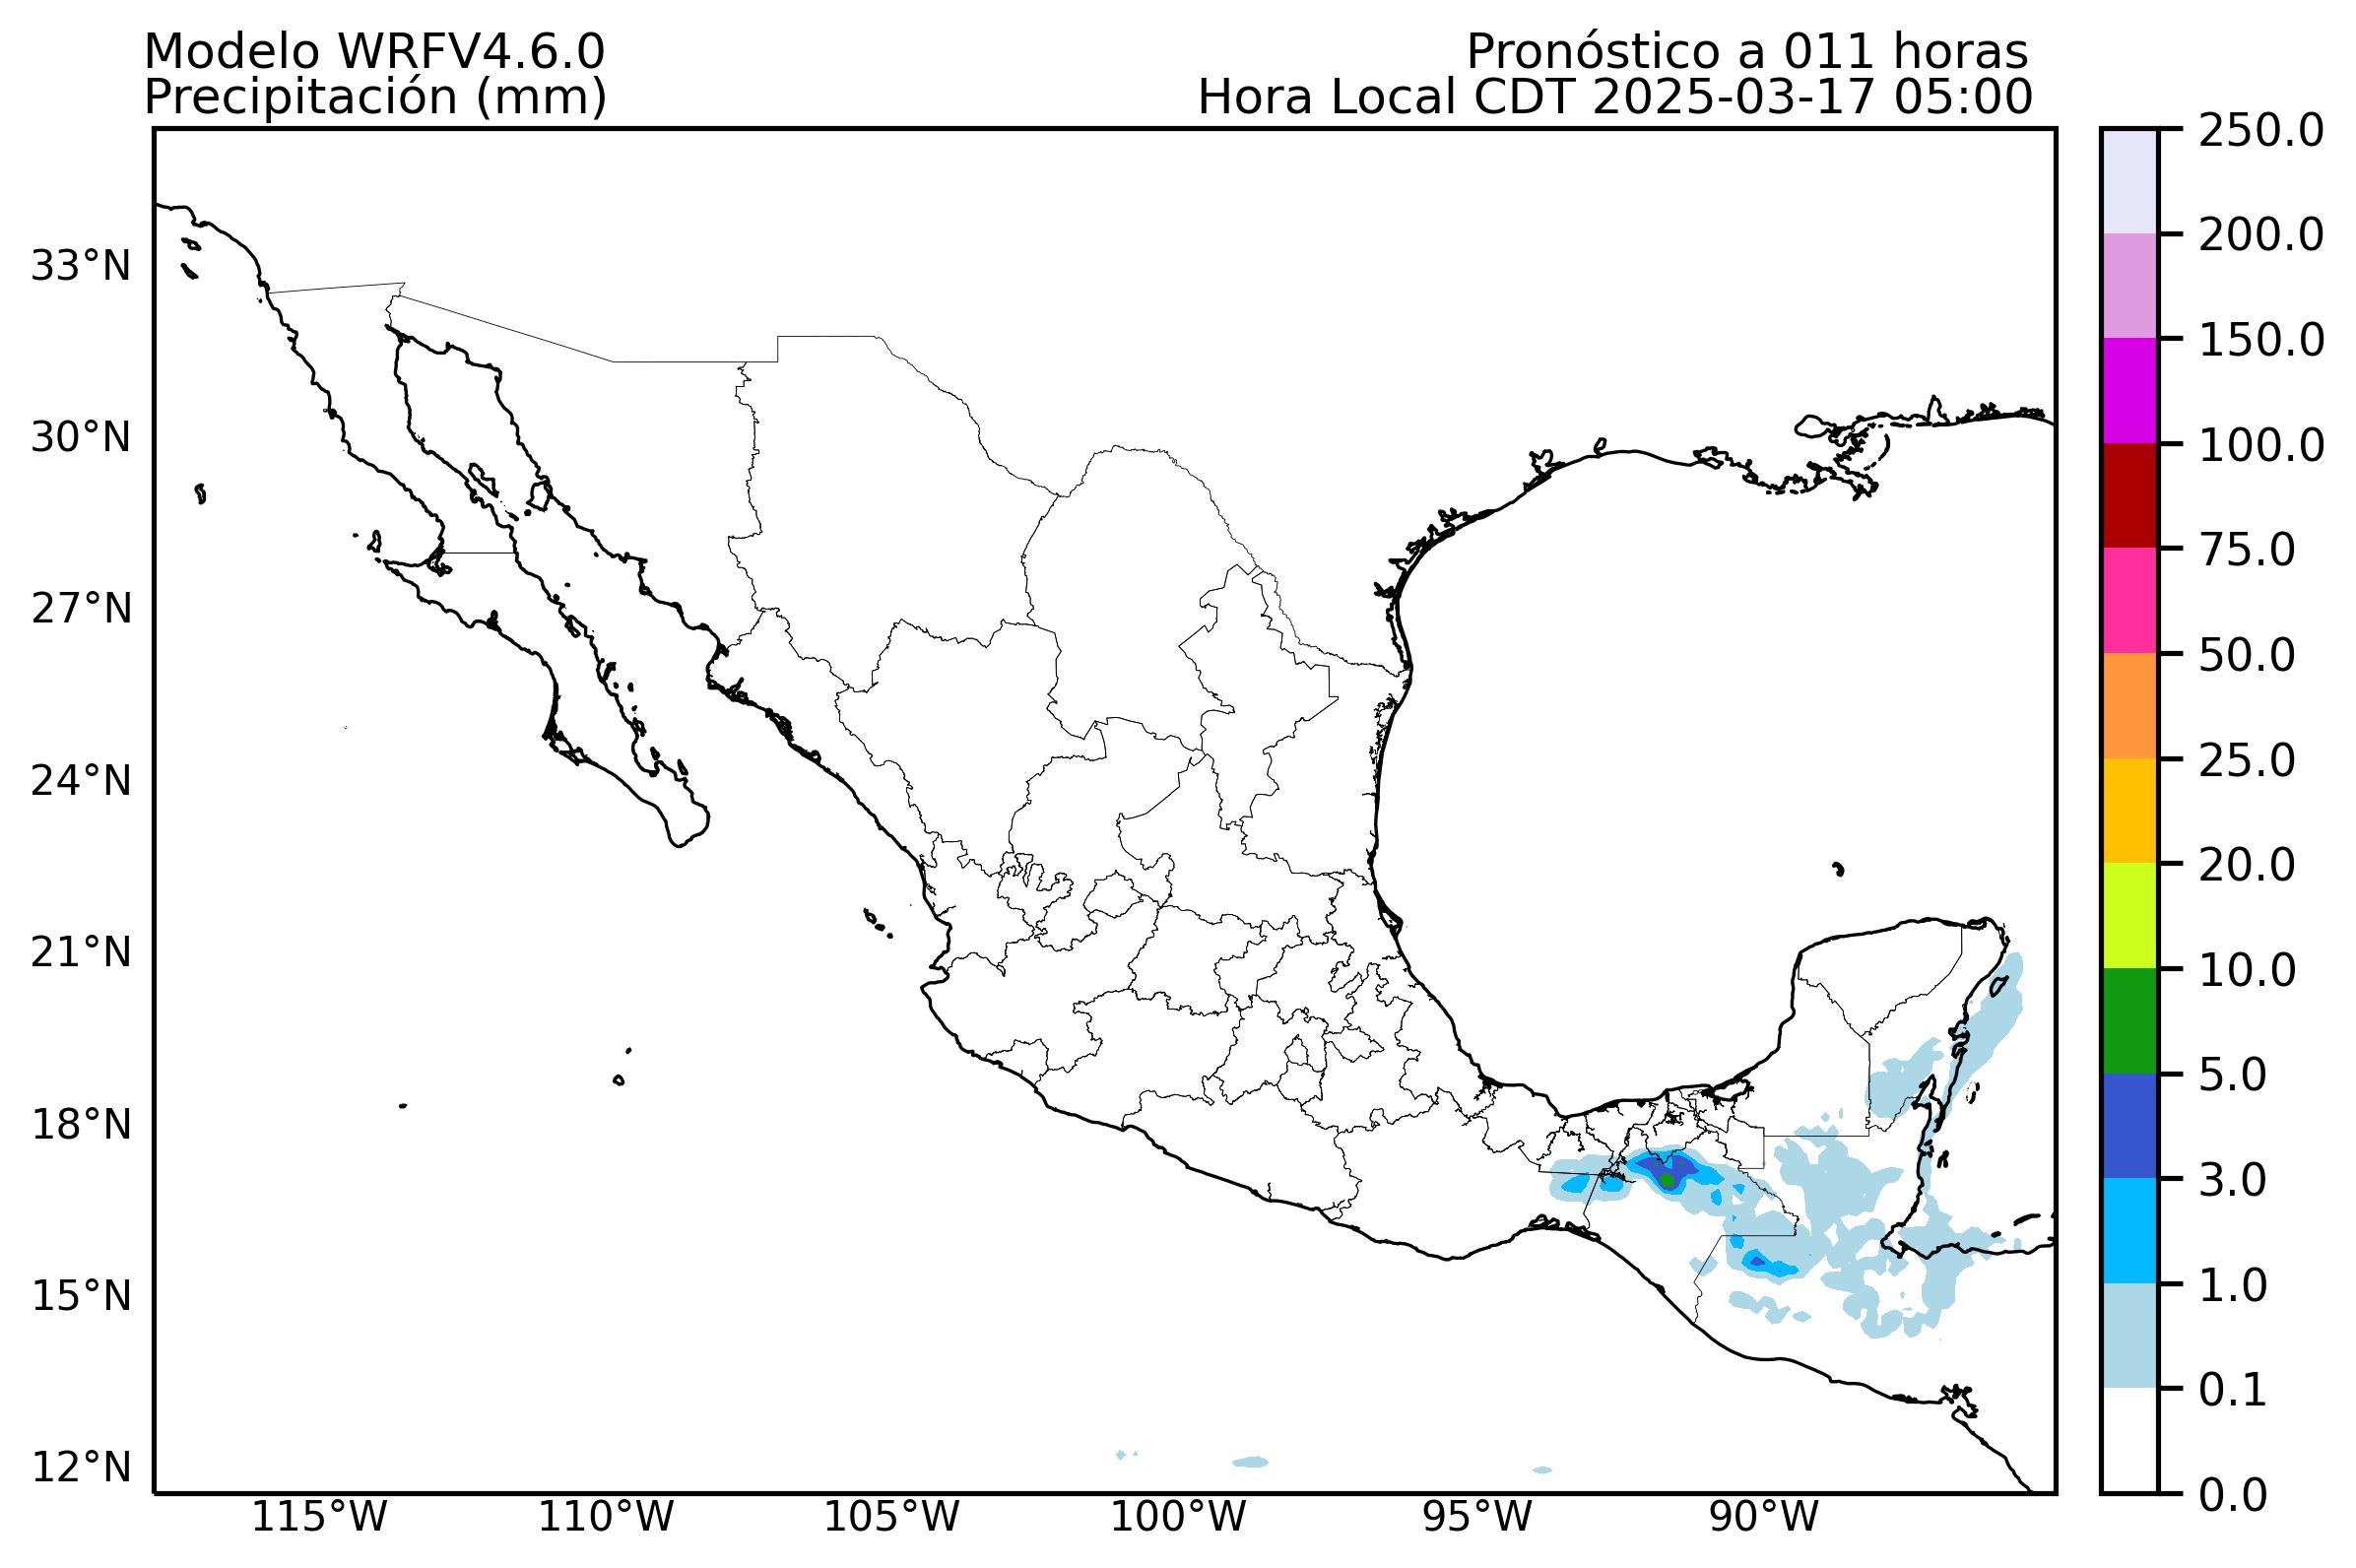 Modelo WRFV4.6.0
Pronóstico a 011 horas
Precipitación (mm)
Hora Local CDT 2025-03-17 05:00
33°N
30°N
27°N
24°N
21°N
18°N
15°N
12°N
115°W
110°W
105°W
100°W
95°W
90°W
250.0
200.0
150.0
100.0
75.0
50.0
25.0
20.0
10.0
5.0
3.0
1.0
0.1
0.0